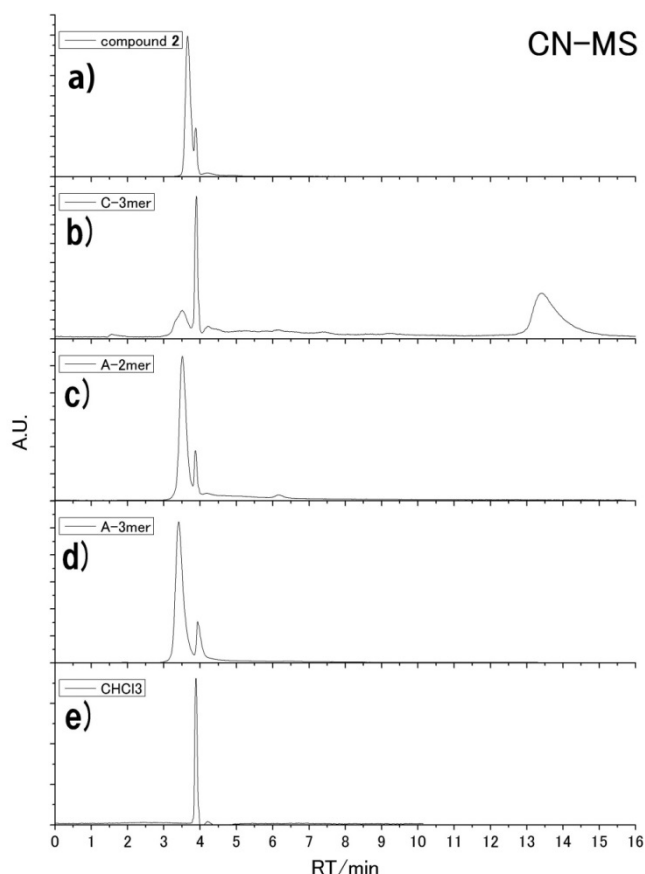 compound 2
CN-MS
a)
C-3mer
b)
A-2mer
c)
A.U.
A-3mer
d)
CHCl3
e)
0 1 2 3 4 5 6 7 8 9 10 11 12 13 14 15 16
RT/min